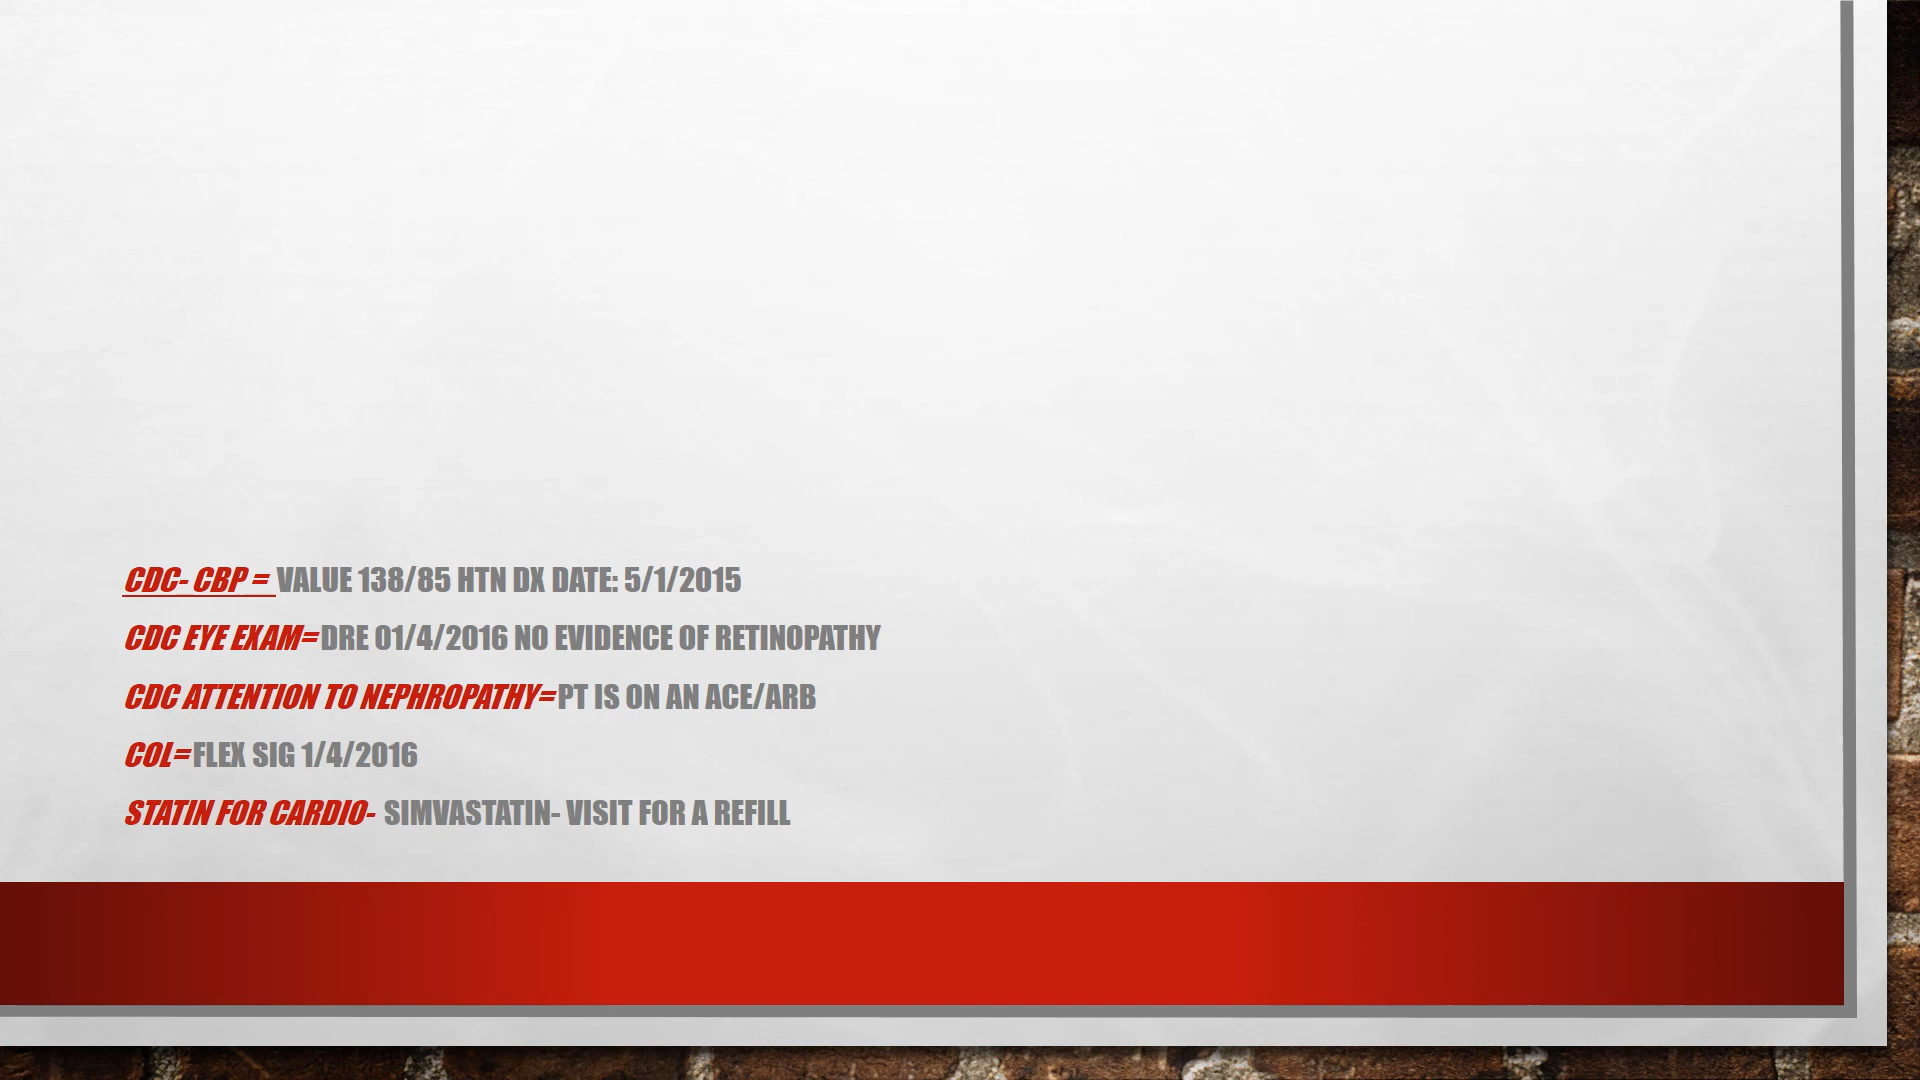 CDC- CBP = VALUE 138/85 HTN DX DATE: 5/1/2015
CDC EYE EXAM=DRE 01/4/2016 NO EVIDENCE OF RETINOPATHY
CDC ATTENTION TO NEPHROPATHY=PT IS ON AN ACE/ARB
COL=FLEX SIG 1/4/2016
STATIN FOR CARDIO- SIMVASTATIN- VISIT FOR A REFILL